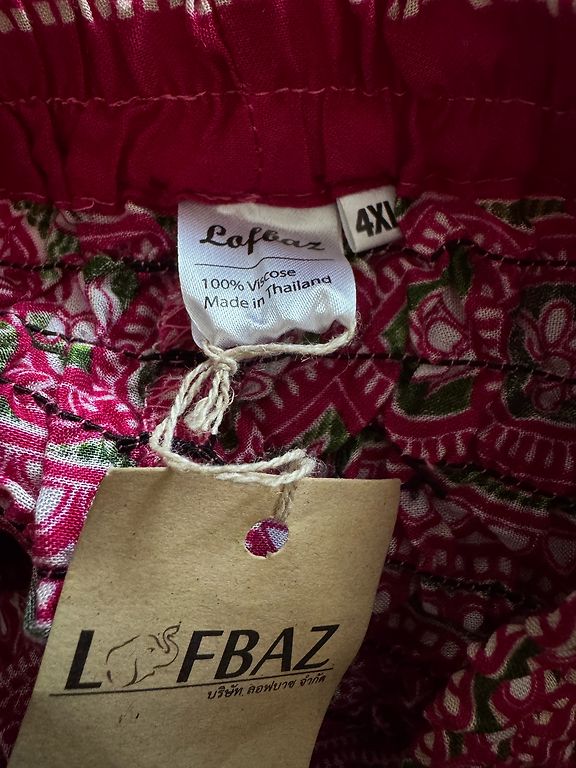 Lofbaz
4XL
100% Viscose
Made in Thailand
LOFBAZ
บริษัท ลอฟบาซ จำกัด